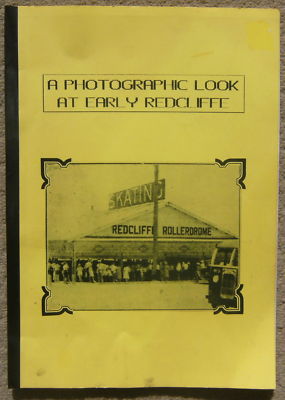 A PHOTOGRAPHIC LOOK
AT EARLY REDCLIFFE
SKATING
REDCLIFFE ROLLERDROME